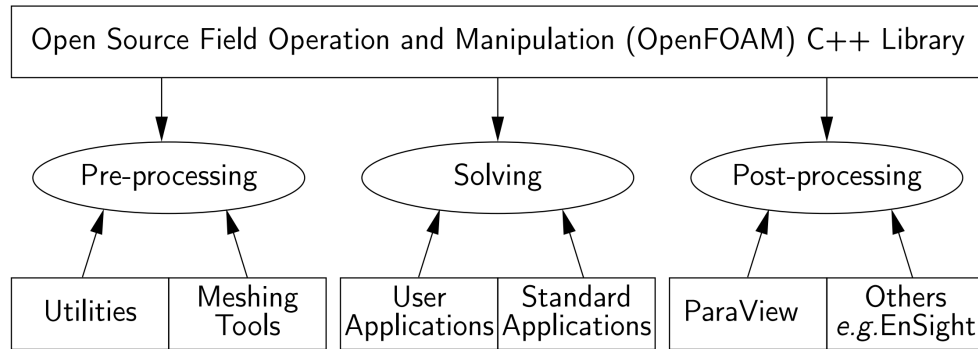 Open Source Field Operation and Manipulation (OpenFOAM) C++ Library
Pre-processing
Solving
Post-processing
Utilities
Meshing
Tools
User
Applications
Standard
Applications
ParaView
Others
e.g.EnSight